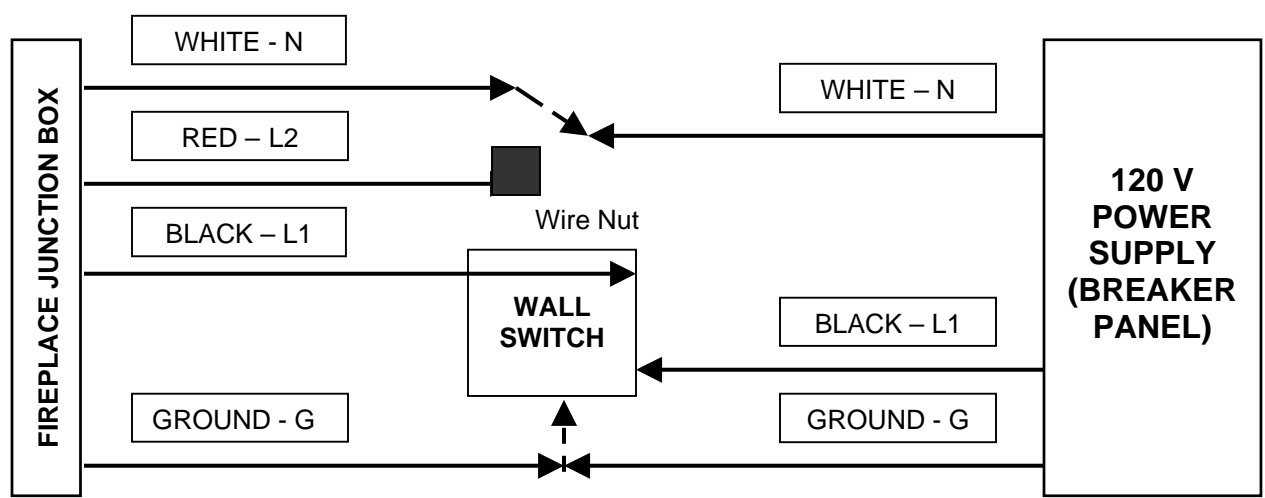 FIREPLACE JUNCTION BOX
WHITE - N
RED – L2
BLACK – L1
GROUND - G
Wire Nut
WALL
SWITCH
WHITE – N
BLACK – L1
GROUND - G
120 V
POWER
SUPPLY
(BREAKER
PANEL)